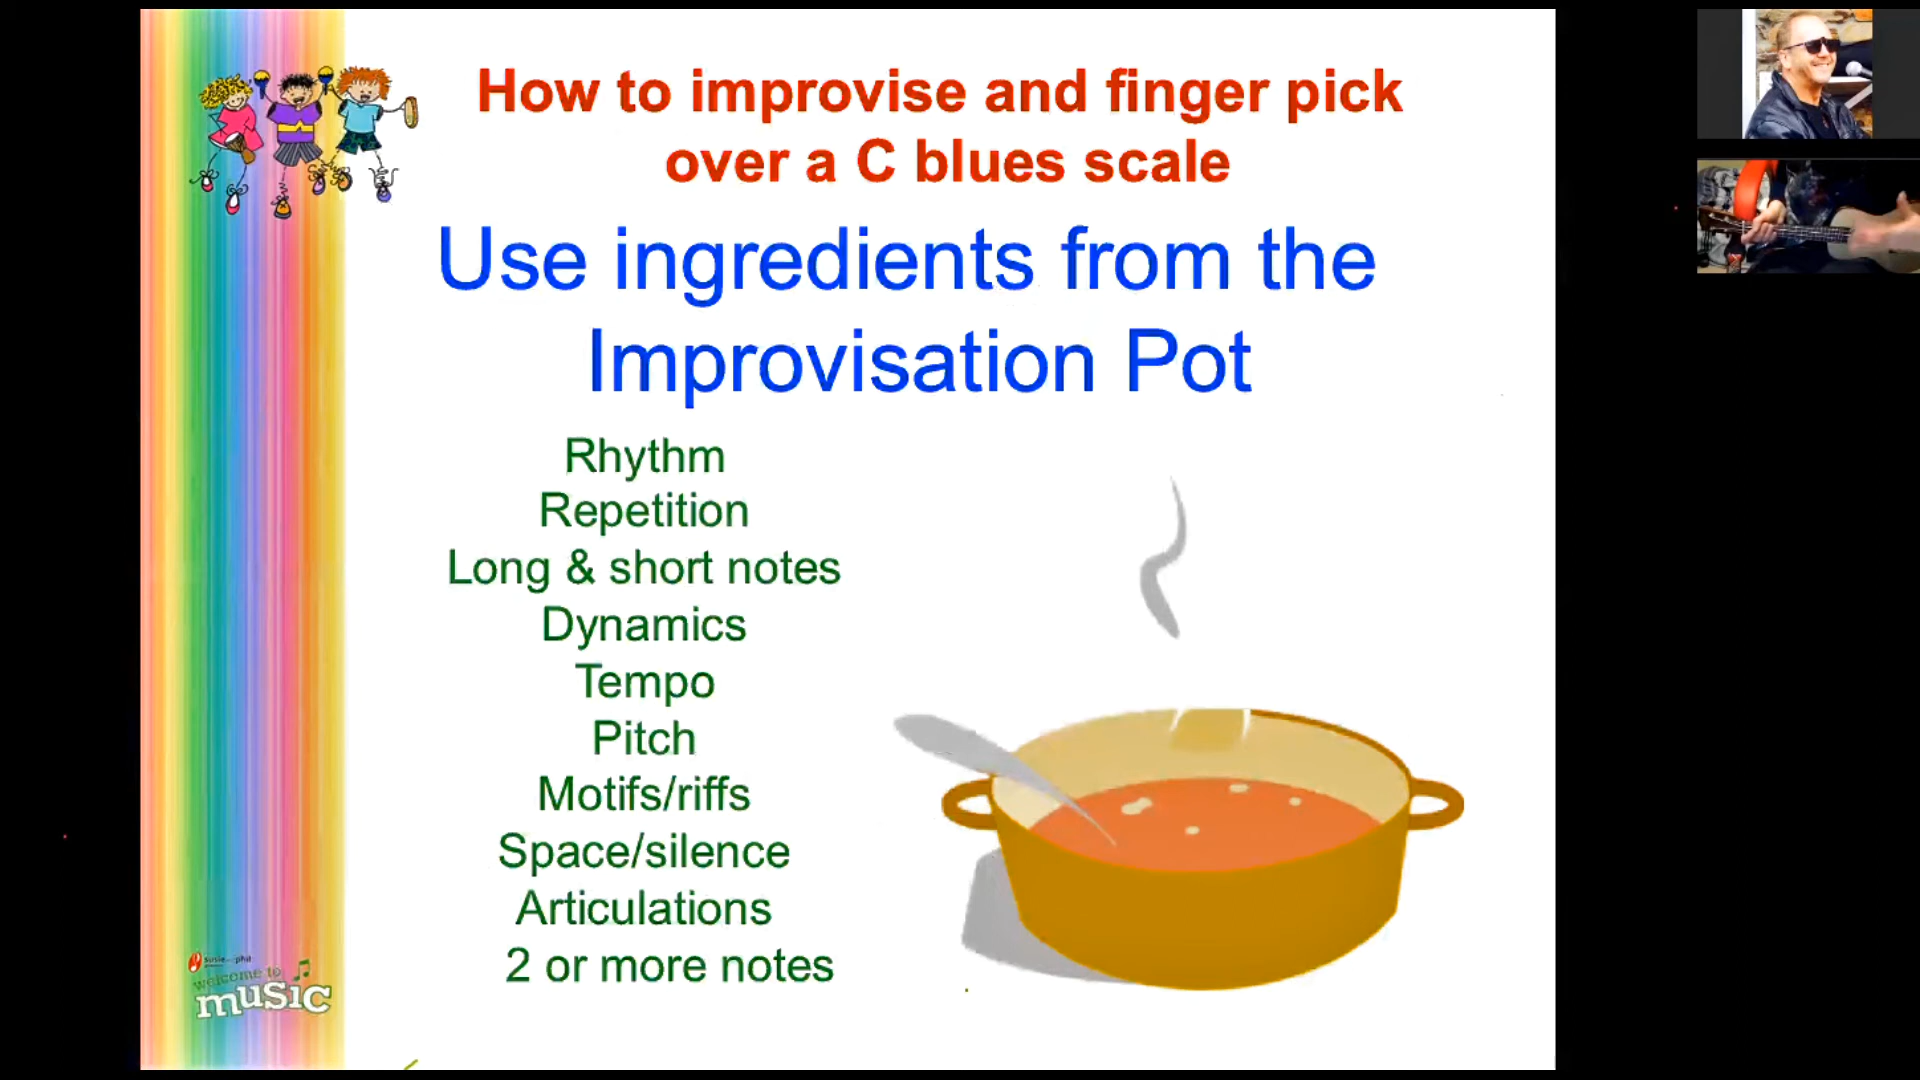 How to improvise and finger pick
over a C blues scale
Use ingredients from the
Improvisation Pot
Rhythm
Repetition
Long & short notes
Dynamics
Tempo
Pitch
Motifs/riffs
Space/silence
Articulations
2 or more notes
welcome to
music